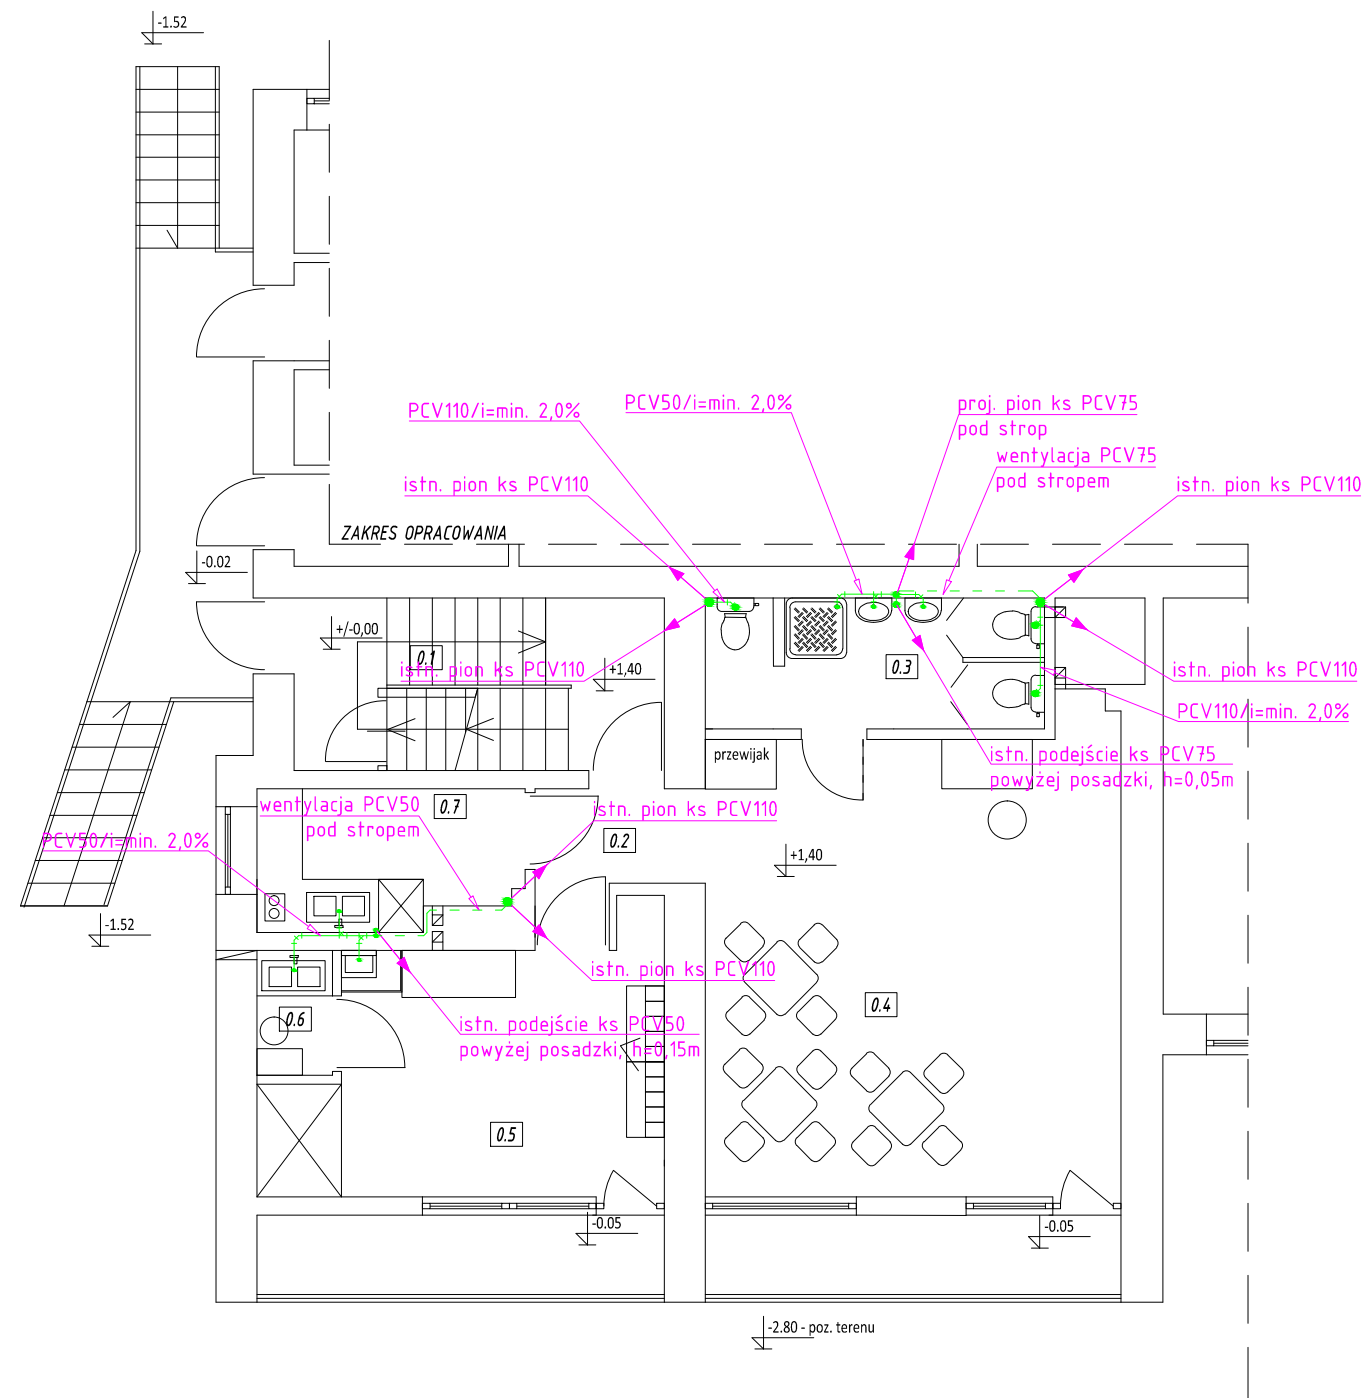 -1.52
PCV110/i=min. 2,0%
PCV50/i=min. 2,0%
proj. pion ks PCV75
pod strop
wentylacja PCV75
pod stropem
istn. pion ks PCV110
istn. pion ks PCV110
ZAKRES OPRACOWANIA
-0.02
+/-0,00
0.1
istn. pion ks PCV110
+1,40
0.3
istn. pion ks PCV110
PCV110/i=min. 2,0%
przewijak
istn. podejście ks PCV75
powyżej posadzki, h=0,05m
wentylacja PCV50
pod stropem
0.7
istn. pion ks PCV110
PCV50/i=min. 2,0%
0.2
+1,40
-1.52
istn. pion ks PCV110
0.4
0.6
istn. podejście ks PCV50
powyżej posadzki, h=0,15m
0.5
-0.05
-0.05
-2.80 - poz. terenu